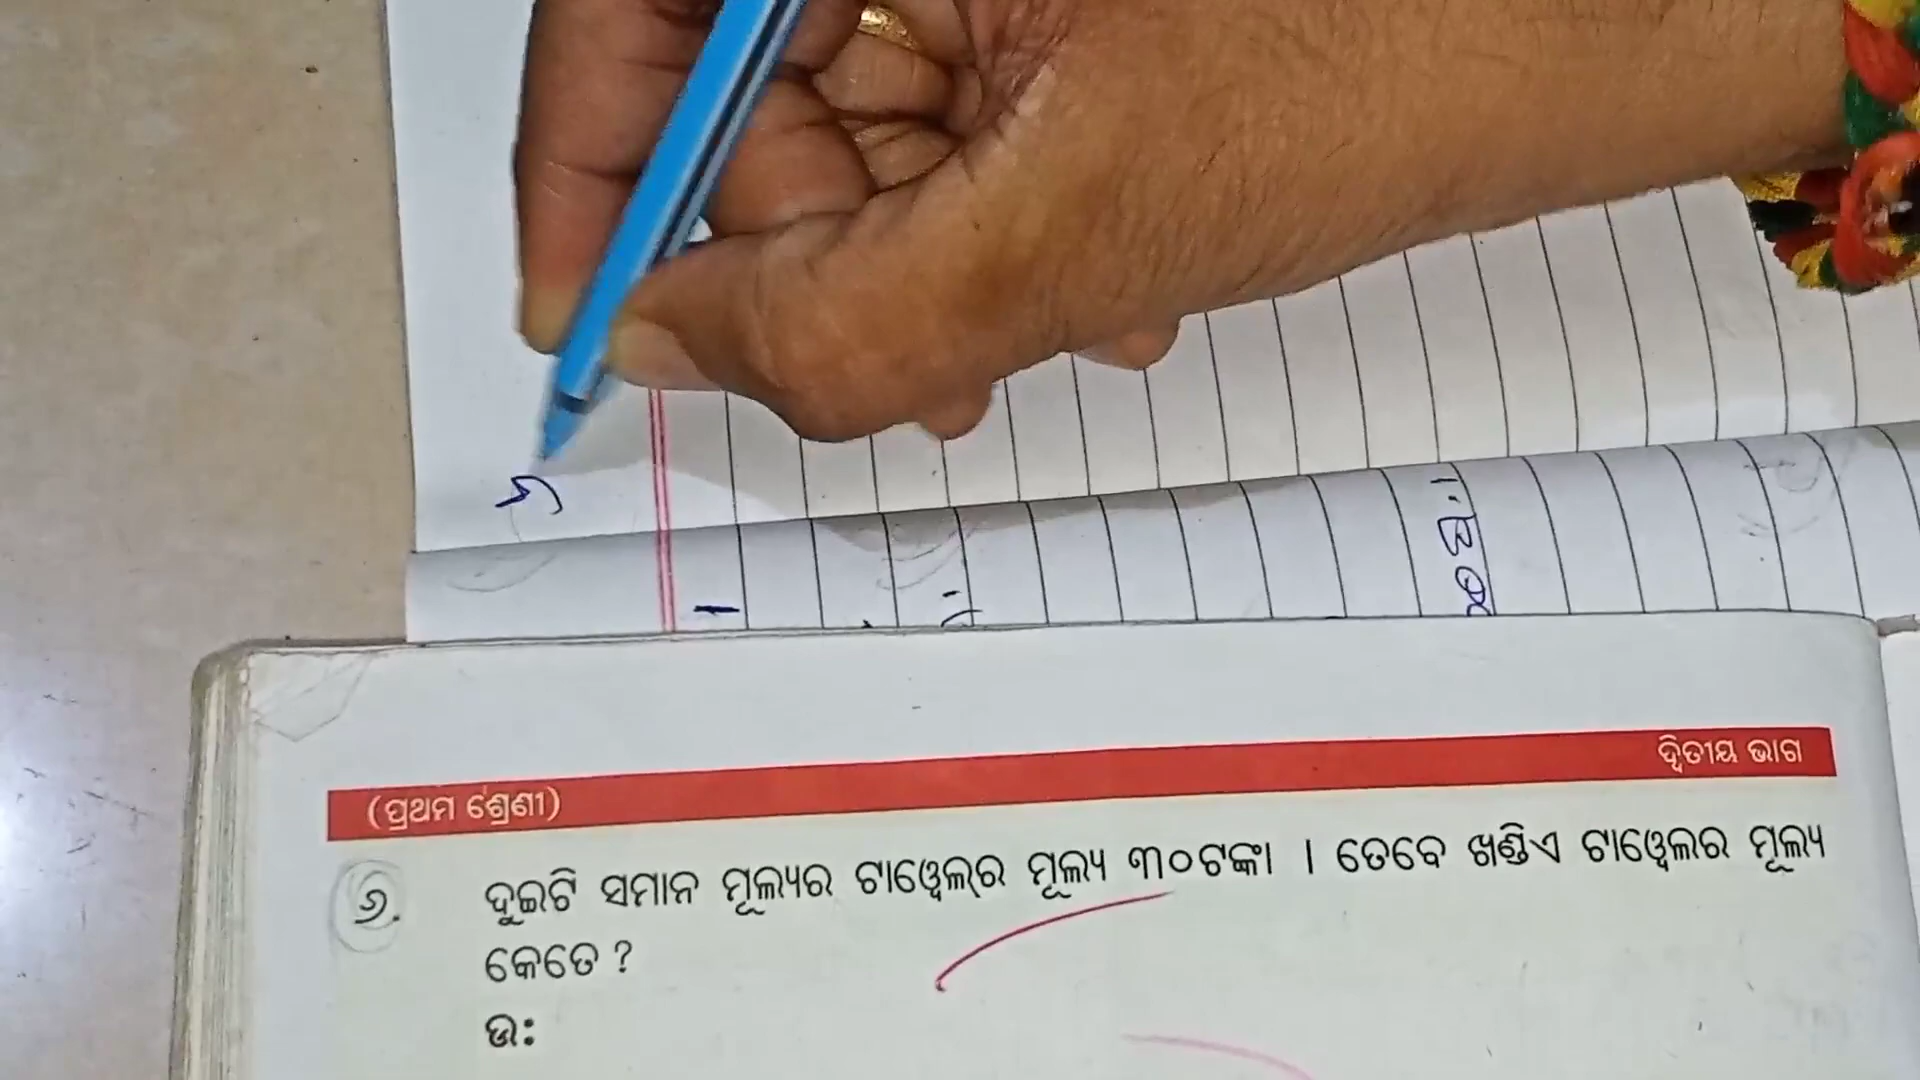 (ପ୍ରଥମ ଶ୍ରେଣୀ) ଦ୍ୱିତୀୟ ଭାଗ
୬. ଦୁଇଟି ସମାନ ମୂଲ୍ୟର ଟାୱେଲ୍‌ର ମୂଲ୍ୟ ୩୦ଟଙ୍କା । ତେବେ ଖଣ୍ଡିଏ ଟାୱେଲର ମୂଲ୍ୟ
କେତେ ?
ଉଃ